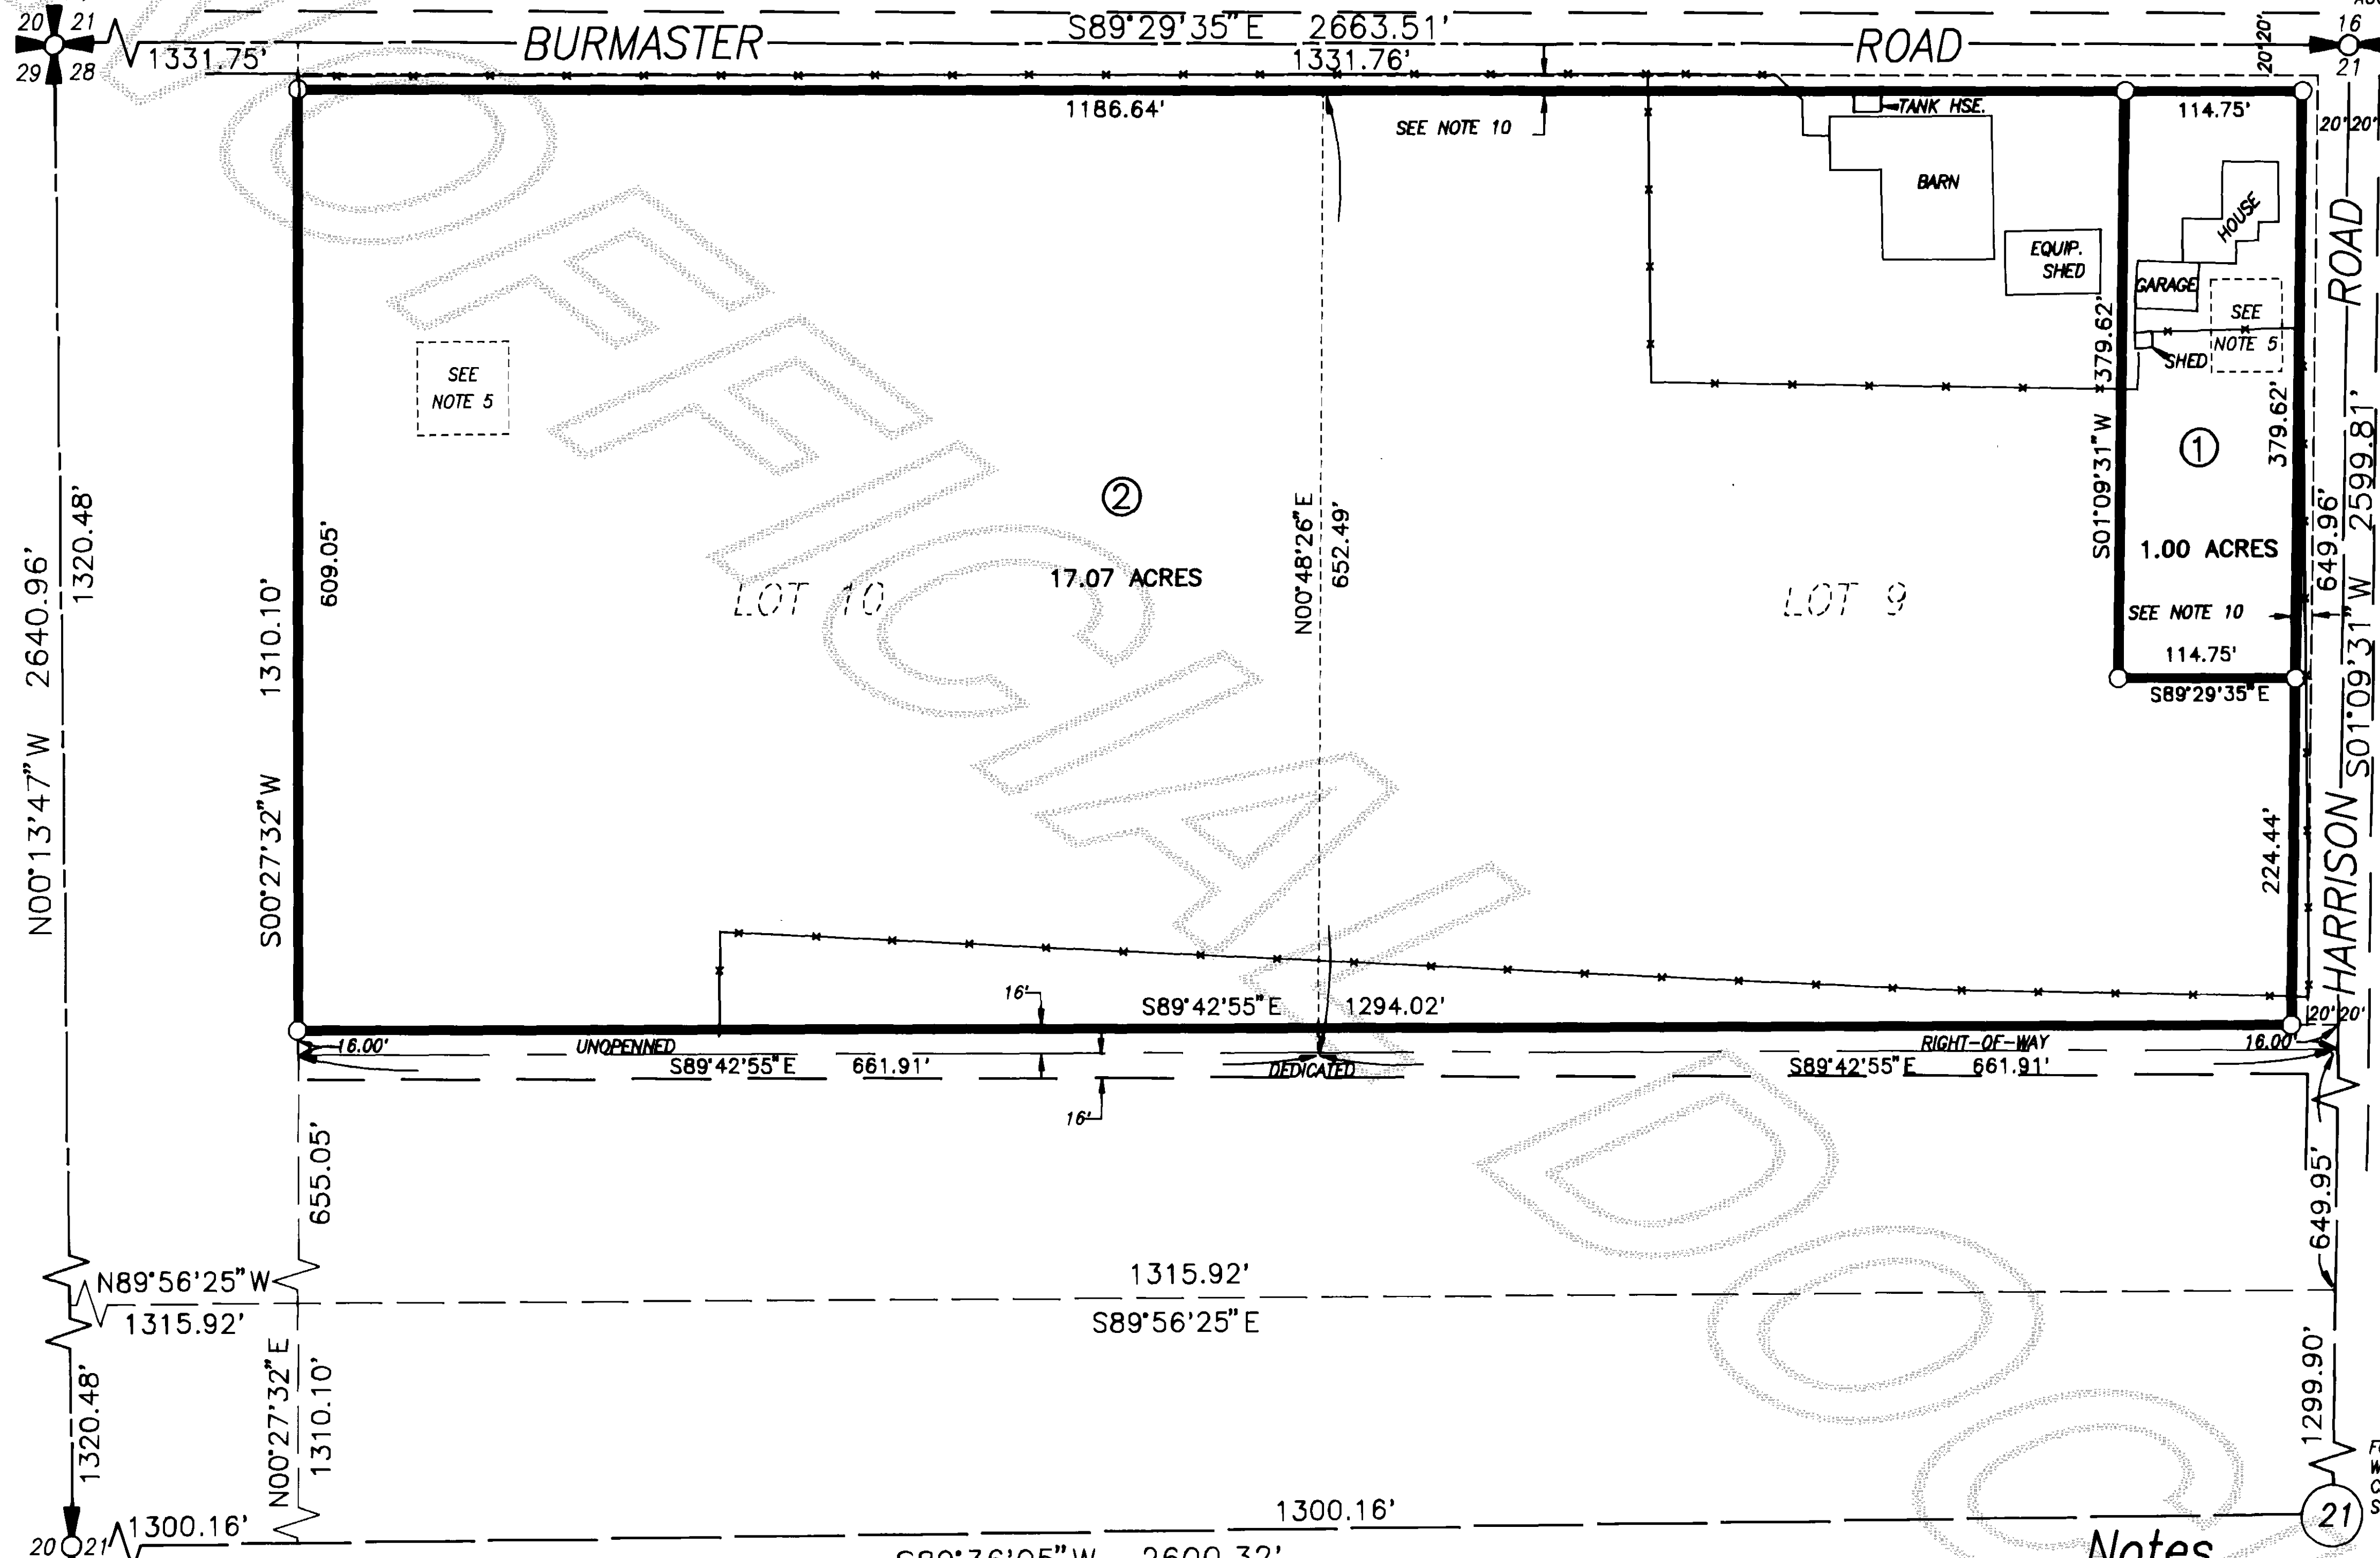 20 21
29 28
1331.75'
BURMASTER
S89°29'35"E 2663.51'
1331.76'
ROAD
20' 20'
16
21
1186.64'
SEE NOTE 10
TANK HSE.
114.75'
20' 20'
BARN
HOUSE
EQUIP.
SHED
GARAGE
SEE
NOTE 5
SHED
SEE
NOTE 5
ROAD
S01°09'31"W 379.62'
379.62'
1
2
1.00 ACRES
17.07 ACRES
LOT 10
LOT 9
N00°48'26"E
652.49'
609.05'
S00°27'32"W 1310.10'
N00°13'47"W 2640.96'
1320.48'
649.96'
S01°09'31"W 2599.81'
SEE NOTE 10
114.75'
S89°29'35"E
224.44'
HARRISON
16'
S89°42'55"E 1294.02'
20' 20'
16.00'
UNOPENNED
RIGHT-OF-WAY
16.00'
S89°42'55"E 661.91'
DEDICATED
S89°42'55"E 661.91'
16'
655.05'
649.95'
N89°56'25"W
1315.92'
1315.92'
S89°56'25"E
1320.48'
N00°27'32"E
1310.10'
1299.90'
20 21
1300.16'
1300.16'
21
S89°36'05"W 2600.32'
Notes
OFFICIAL DOC